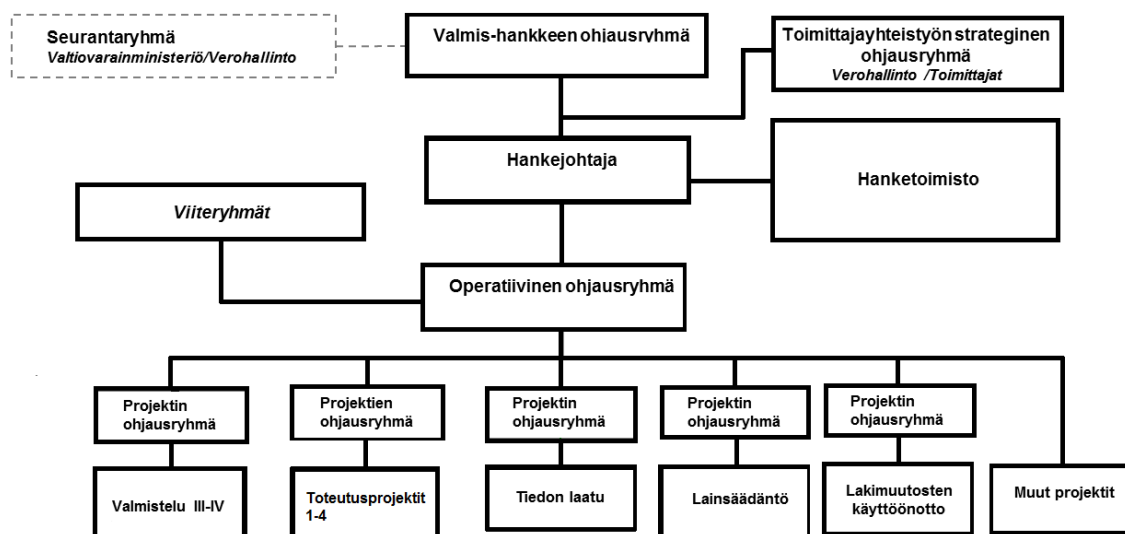 Seurantaryhmä
Valtiovarainministeriö/Verohallinto
Valmis-hankkeen ohjausryhmä
Toimittajayhteistyön strateginen
ohjausryhmä
Verohallinto /Toimittajat
Hankejohtaja
Hanketoimisto
Viiteryhmät
Operatiivinen ohjausryhmä
Projektin
ohjausryhmä
Projektien
ohjausryhmä
Projektin
ohjausryhmä
Projektin
ohjausryhmä
Projektin
ohjausryhmä
Valmistelu III-IV
Toteutusprojektit
1-4
Tiedon laatu
Lainsäädäntö
Lakimuutosten
käyttöönotto
Muut projektit